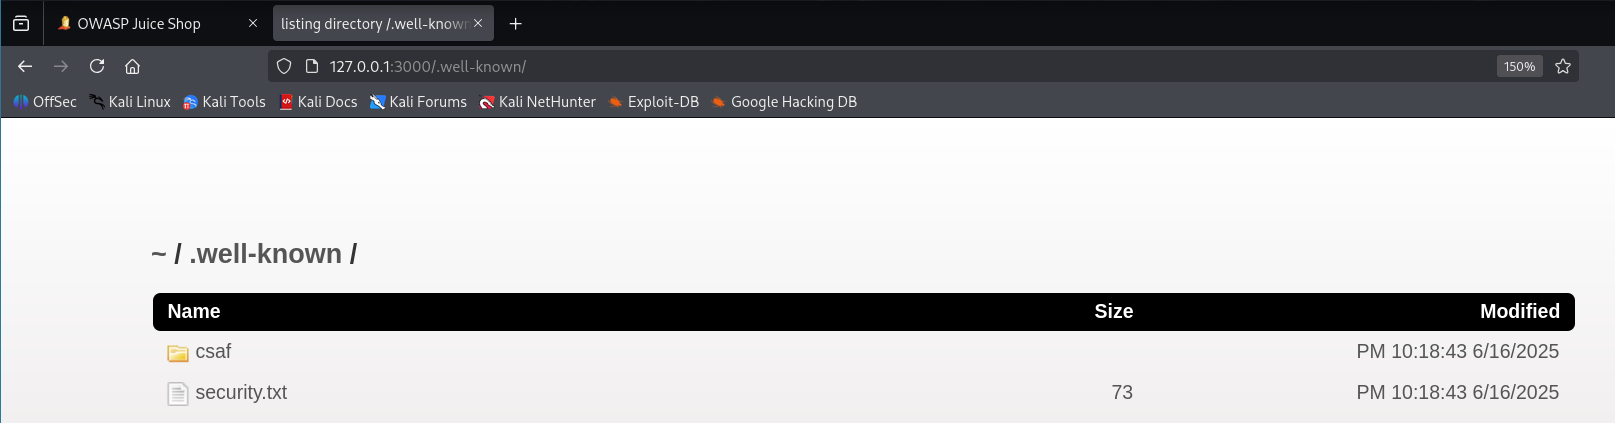 OWASP Juice Shop
listing directory /.well-known
127.0.0.1:3000/.well-known/
150%
OffSec Kali Linux Kali Tools Kali Docs Kali Forums Kali NetHunter Exploit-DB Google Hacking DB
~ / .well-known /
Name Size Modified
csaf PM 10:18:43 6/16/2025
security.txt 73 PM 10:18:43 6/16/2025